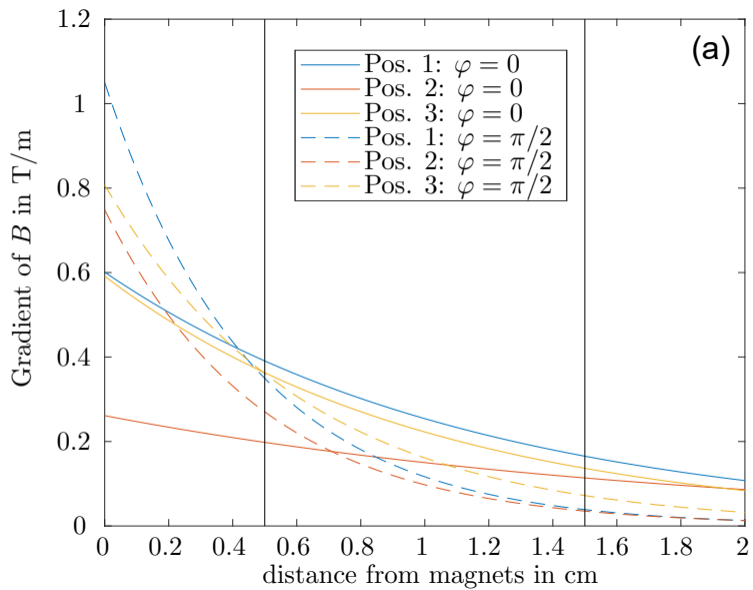 (a)
Gradient of B in T/m
1.2
1
0.8
0.6
0.4
0.2
0
Pos. 1: φ = 0
Pos. 2: φ = 0
Pos. 3: φ = 0
Pos. 1: φ = π/2
Pos. 2: φ = π/2
Pos. 3: φ = π/2
0 0.2 0.4 0.6 0.8 1 1.2 1.4 1.6 1.8 2
distance from magnets in cm